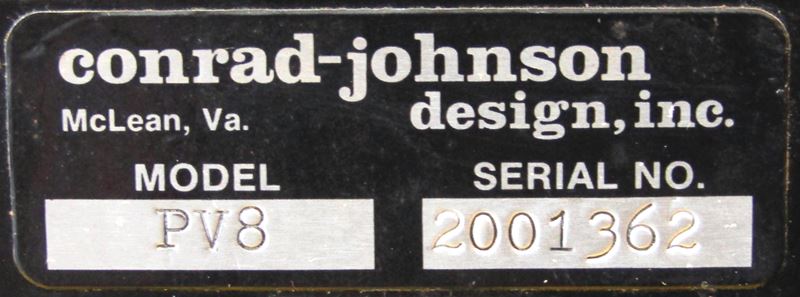 conrad-johnson
McLean, Va. design, inc.
MODEL SERIAL NO.
PV8 2001362